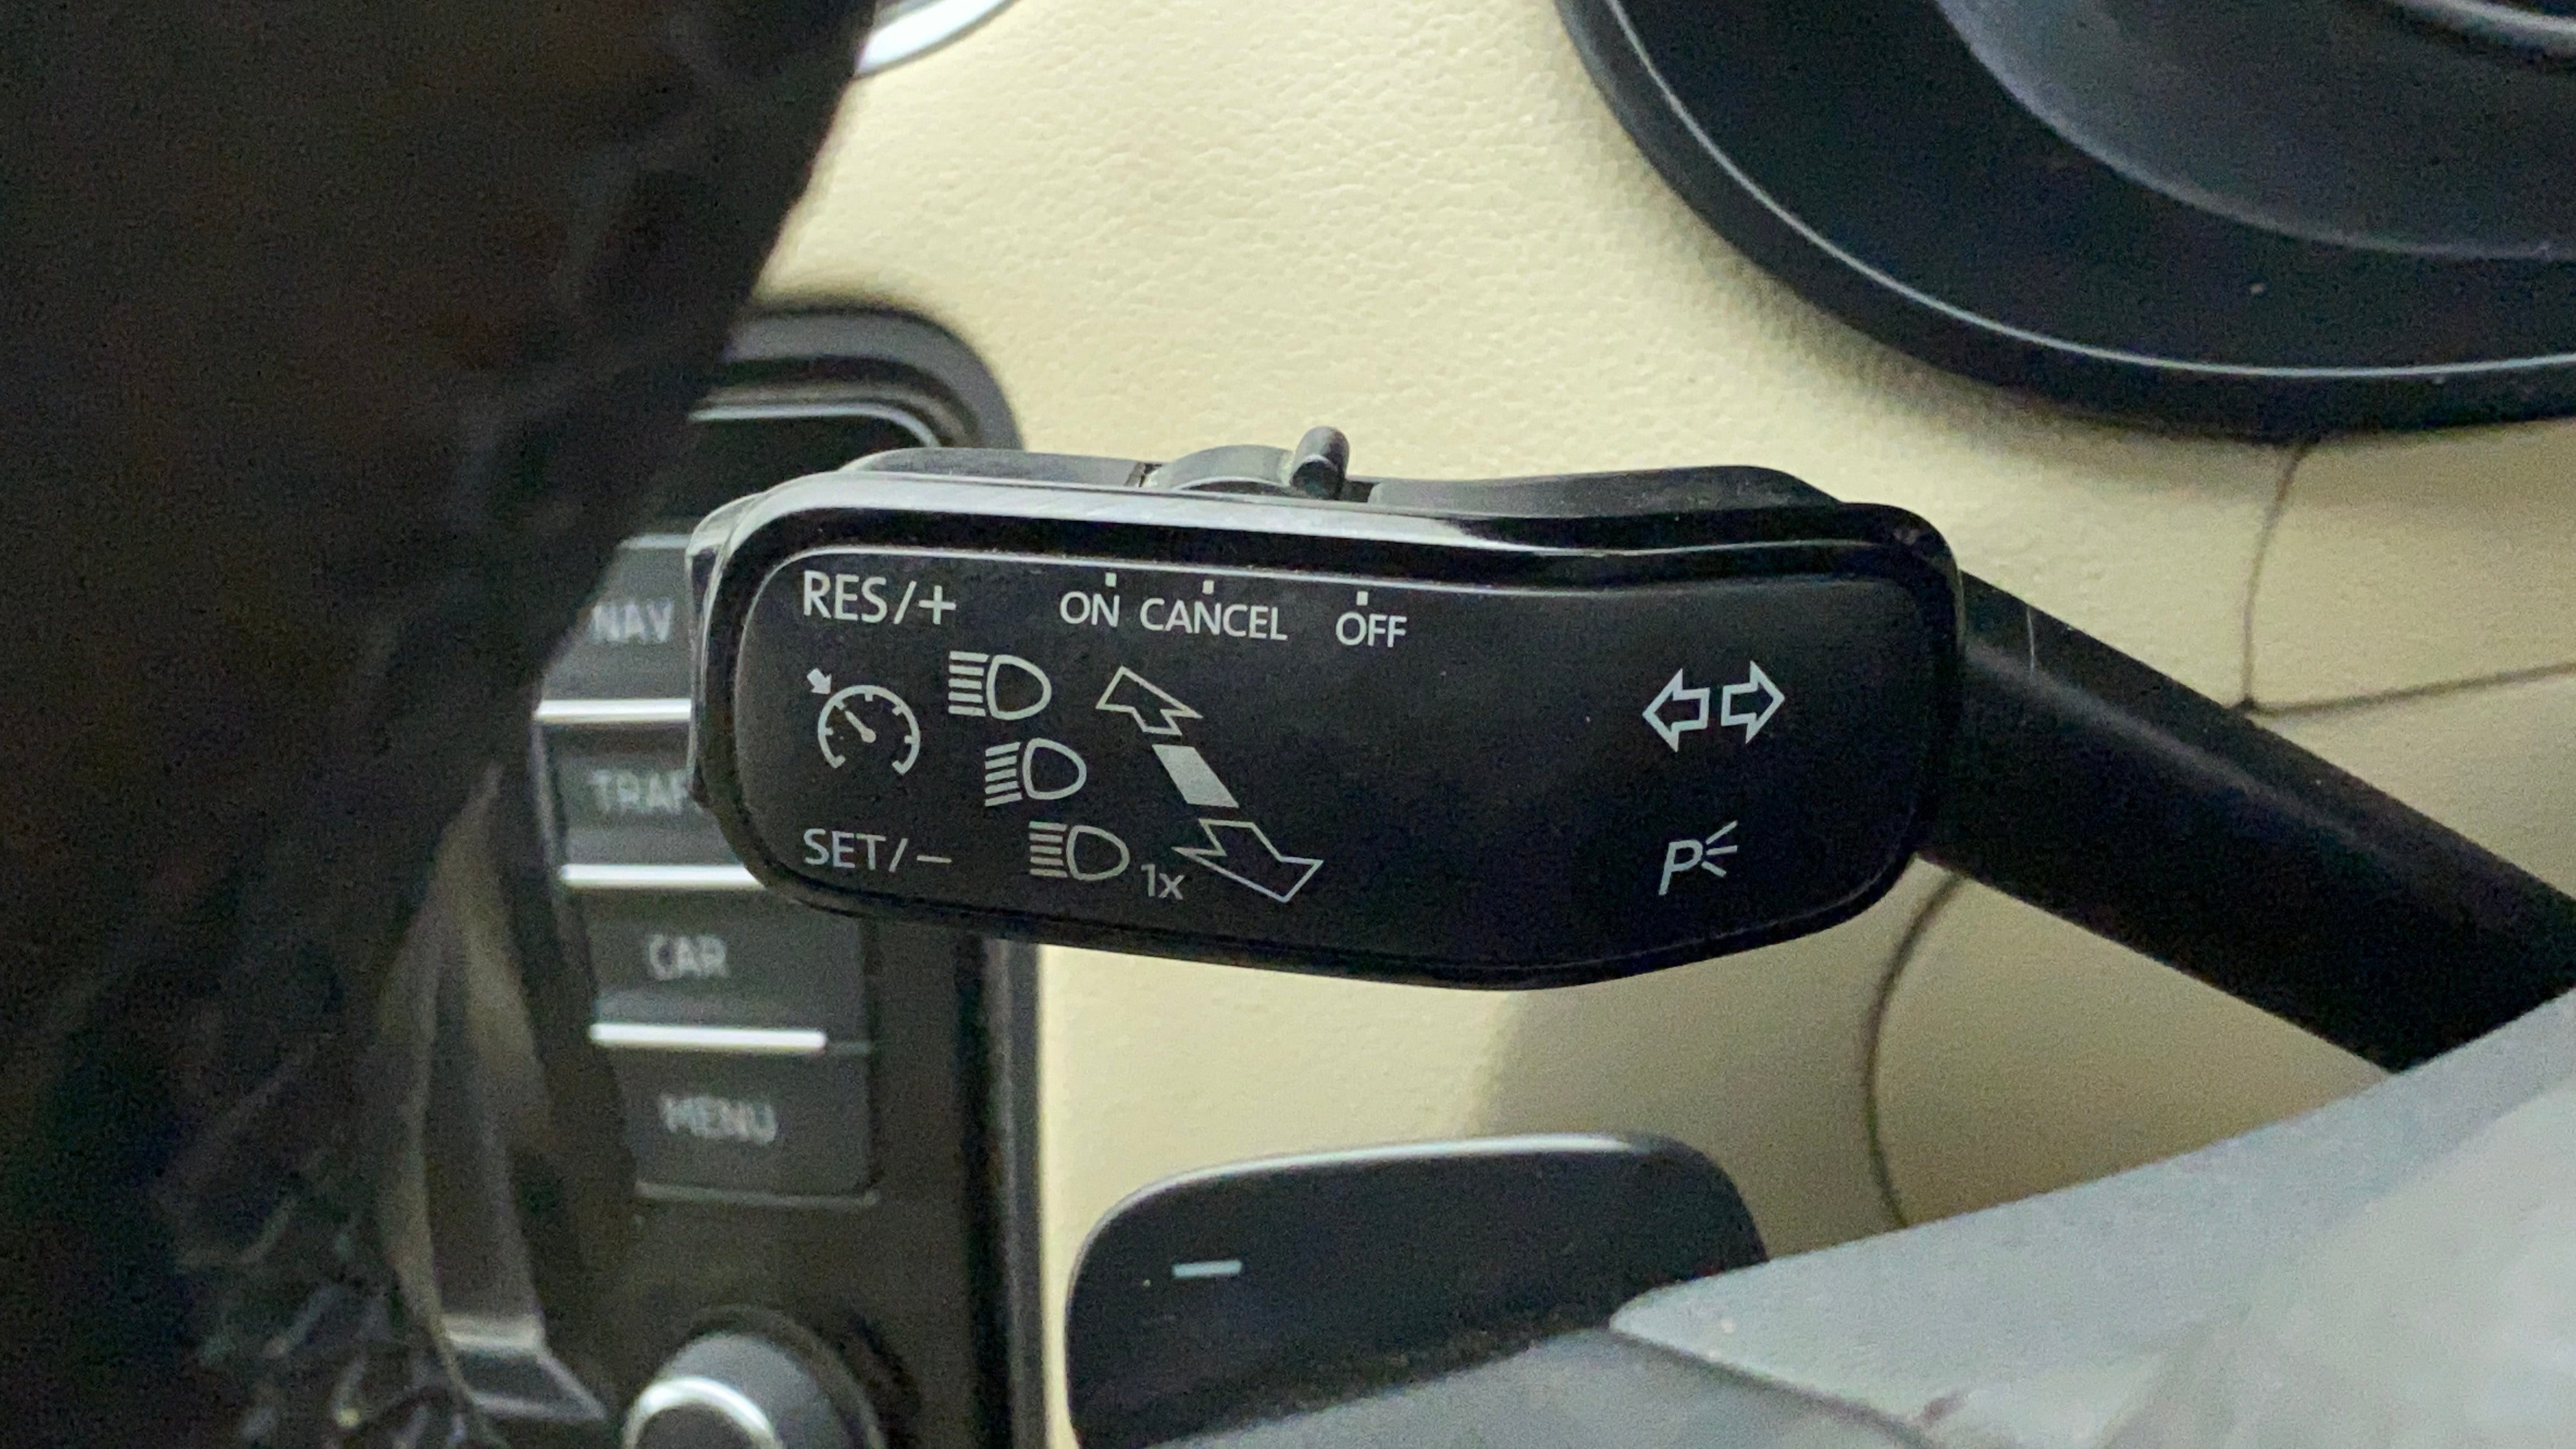 RES/+
ON CANCEL OFF
SET/−
1x
P
NAV
CAR
MENU
−